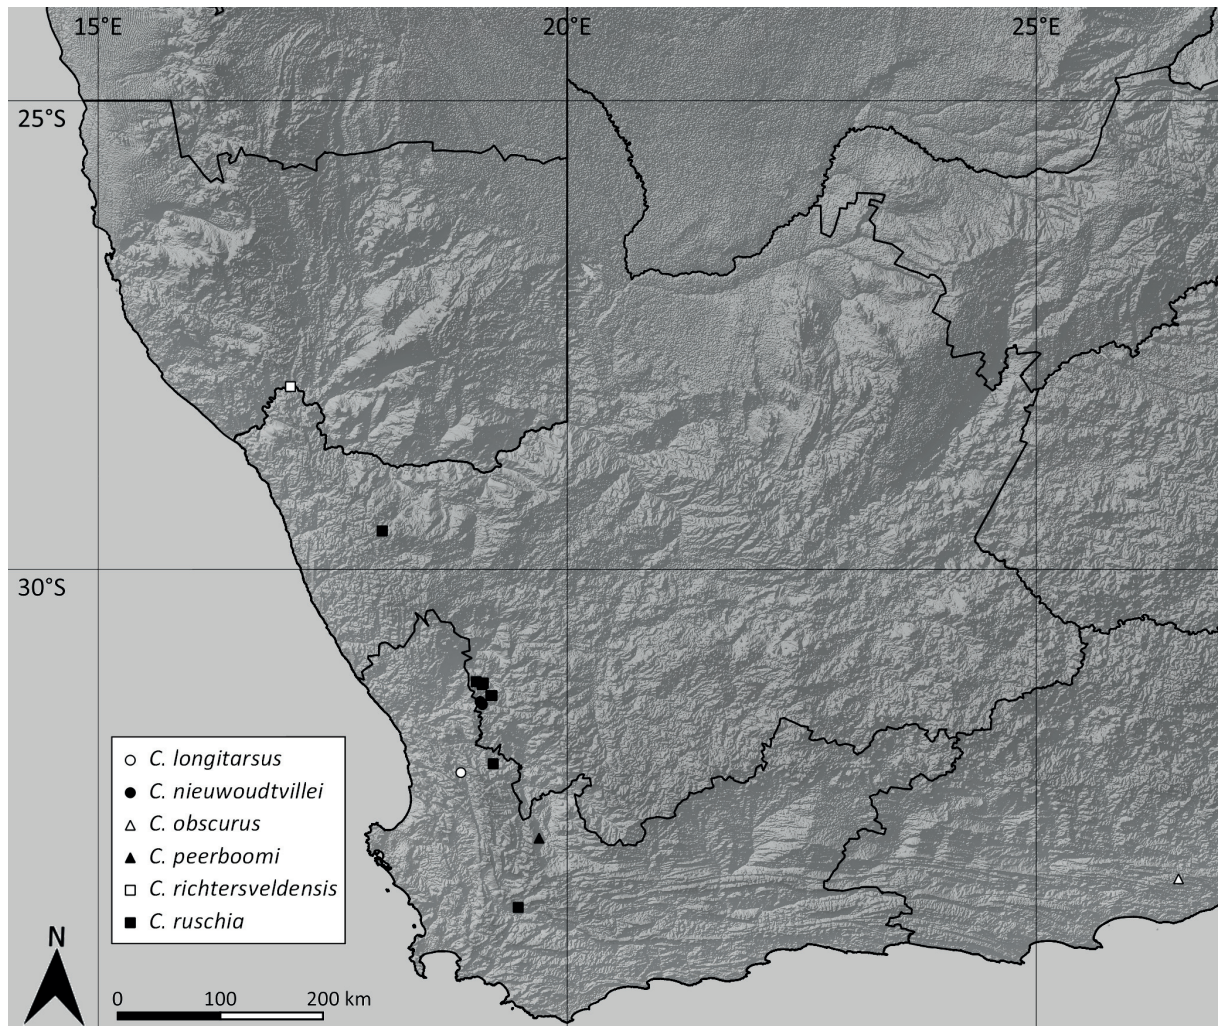 15°E 20°E 25°E
25°S
30°S
C. longitarsus
C. nieuwoudtvillei
C. obscurus
C. peerboomi
C. richtersveldensis
C. ruschia
N
0 100 200 km